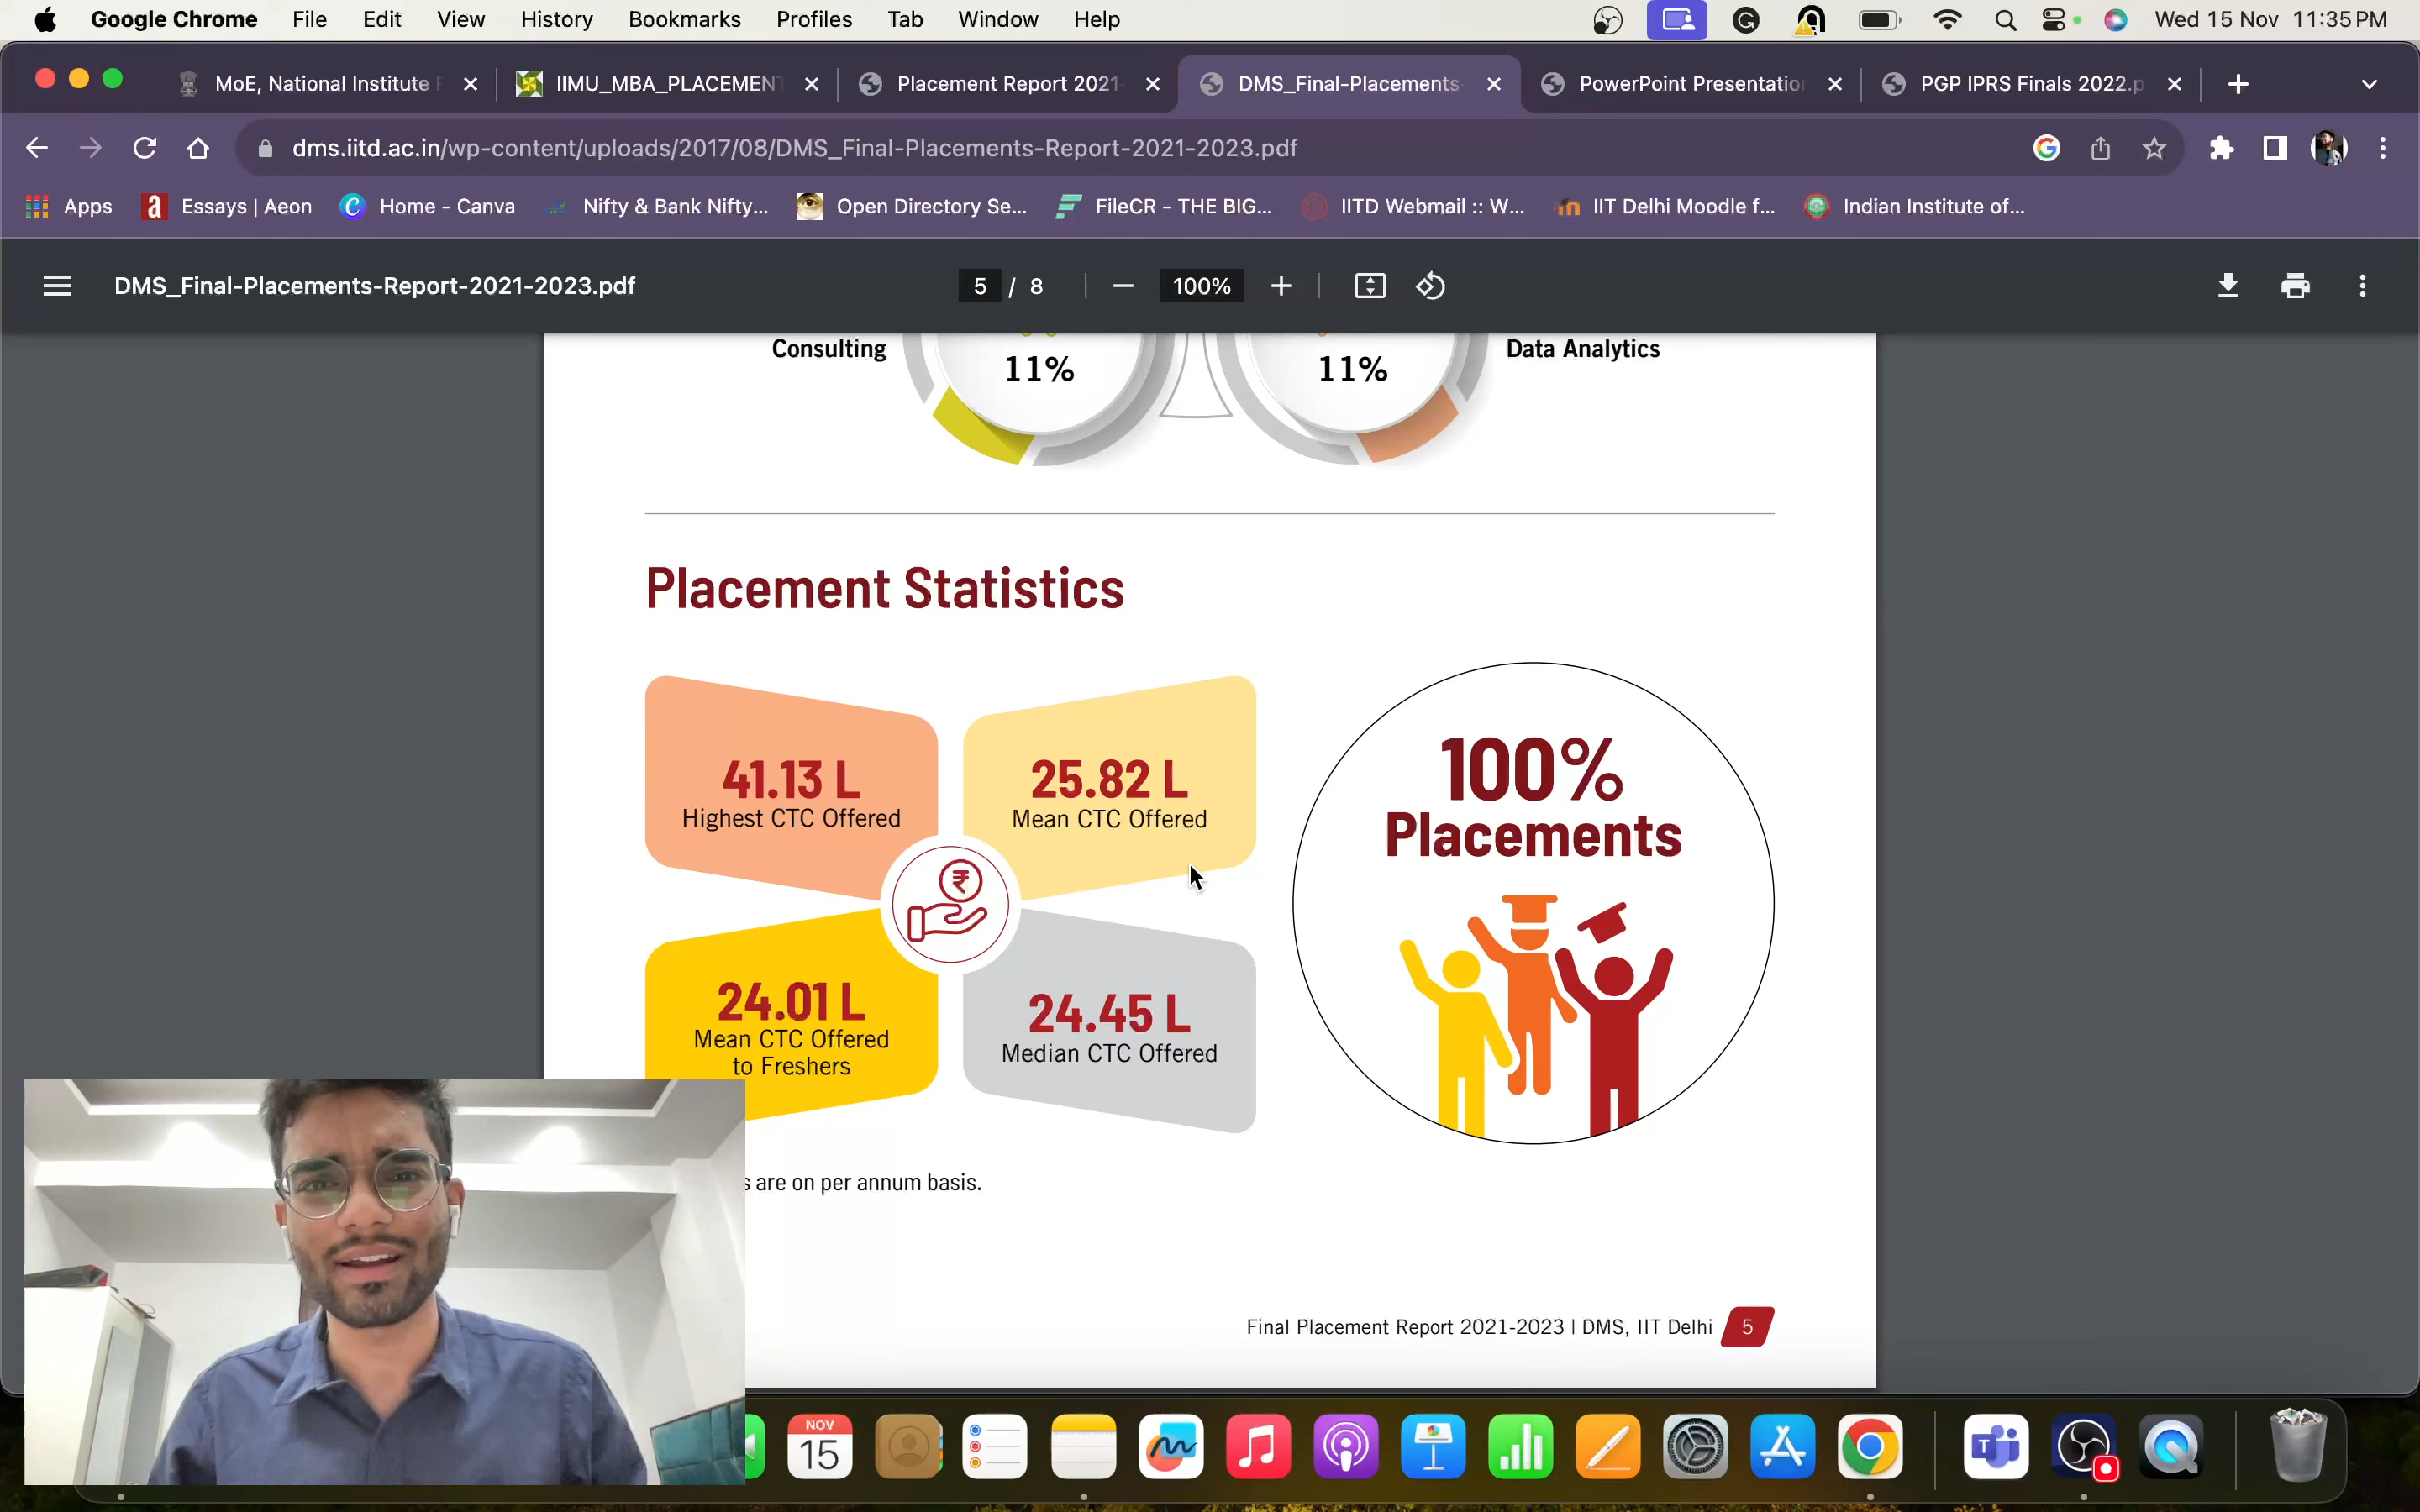 Google Chrome File Edit View History Bookmarks Profiles Tab Window Help Wed 15 Nov 11:35 PM
MoE, National Institute IIMU_MBA_PLACEMEN Placement Report 2021- DMS_Final-Placements- PowerPoint Presentation PGP IPRS Finals 2022.p
dms.iitd.ac.in/wp-content/uploads/2017/08/DMS_Final-Placements-Report-2021-2023.pdf
Apps Essays | Aeon Home - Canva Nifty & Bank Nifty... Open Directory Se... FileCR - THE BIG... IITD Webmail :: W... IIT Delhi Moodle f... Indian Institute of...
DMS_Final-Placements-Report-2021-2023.pdf 5 / 8 100%
Consulting 11% 11% Data Analytics
Placement Statistics
41.13 L
Highest CTC Offered
25.82 L
Mean CTC Offered
24.01 L
Mean CTC Offered
to Freshers
24.45 L
Median CTC Offered
100%
Placements
s are on per annum basis.
Final Placement Report 2021-2023 | DMS, IIT Delhi 5
NOV
15
T